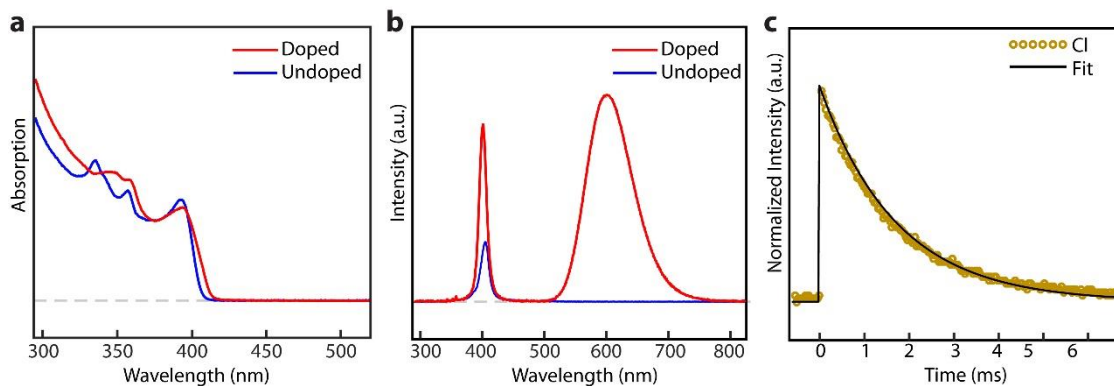 a
Absorption
Doped
Undoped
300 350 400 450 500
Wavelength (nm)
b
Intensity (a.u.)
Doped
Undoped
300 400 500 600 700 800
Wavelength (nm)
c
Normalized Intensity (a.u.)
Cl
Fit
0 1 2 3 4 5 6
Time (ms)